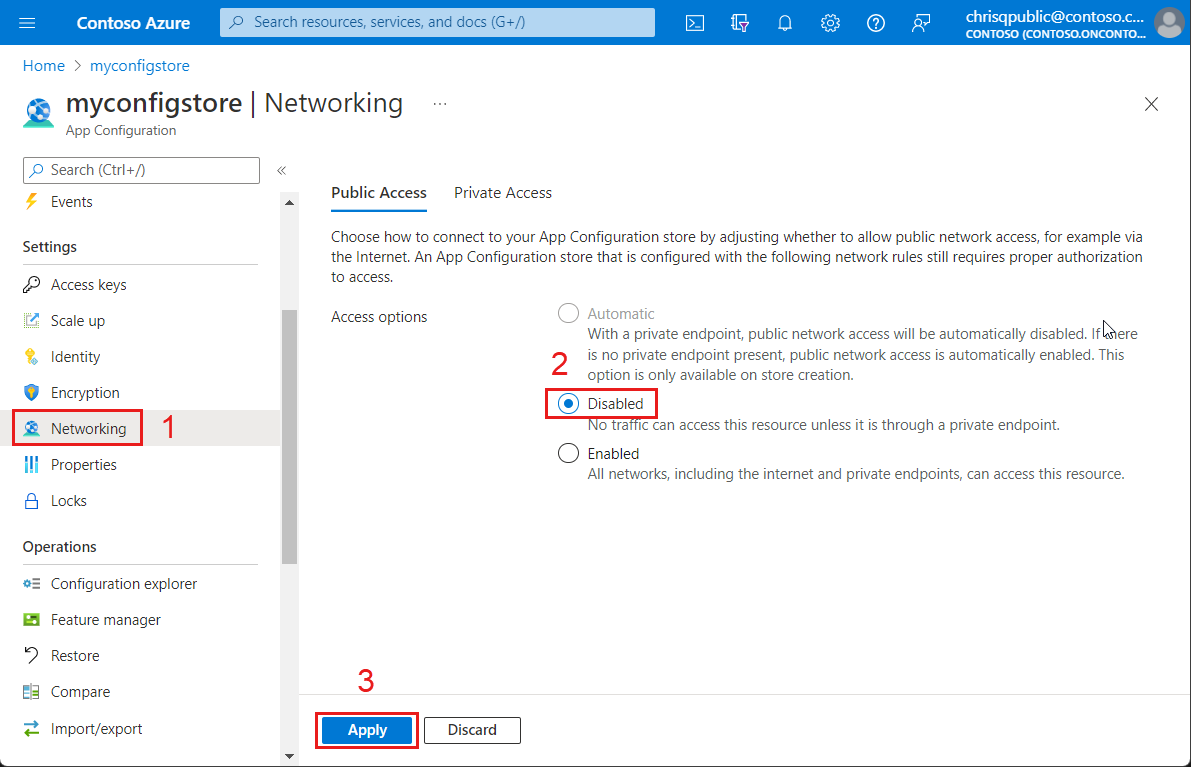 Contoso Azure
Search resources, services, and docs (G+/)
chrisqpublic@contoso.c...
CONTOSO (CONTOSO.ONCONTO...
Home > myconfigstore
myconfigstore | Networking ...
App Configuration
Search (Ctrl+/)
«
Events
Settings
Access keys
Scale up
Identity
Encryption
Networking
1
Properties
Locks
Operations
Configuration explorer
Feature manager
Restore
Compare
Import/export
Public Access
Private Access
Choose how to connect to your App Configuration store by adjusting whether to allow public network access, for example via
the Internet. An App Configuration store that is configured with the following network rules still requires proper authorization
to access.
Access options
Automatic
With a private endpoint, public network access will be automatically disabled. If there
is no private endpoint present, public network access is automatically enabled. This
option is only available on store creation.
2
Disabled
No traffic can access this resource unless it is through a private endpoint.
Enabled
All networks, including the internet and private endpoints, can access this resource.
3
Apply
Discard